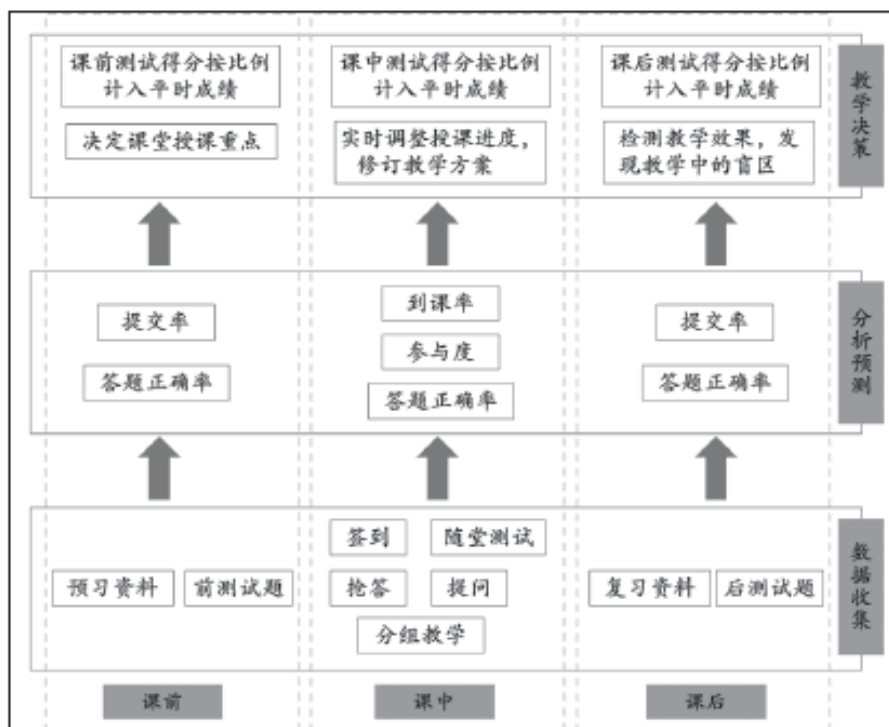 课前测试得分按比例
计入平时成绩
决定课堂授课重点
课中测试得分按比例
计入平时成绩
实时调整授课进度,
修订教学方案
课后测试得分按比例
计入平时成绩
检测教学效果,发
现教学中的盲区
教学决策
提交率
答题正确率
到课率
参与度
答题正确率
提交率
答题正确率
分析预测
预习资料
前测试题
签到
随堂测试
抢答
提问
分组教学
复习资料
后测试题
数据收集
课前
课中
课后